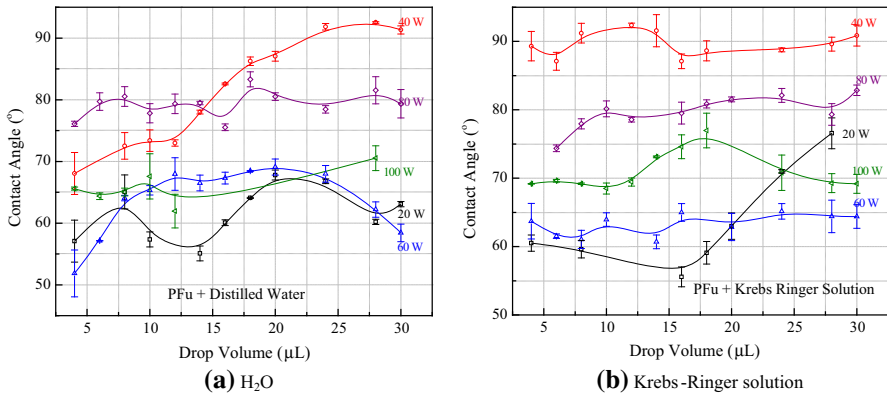 90
80
70
60
50
Contact Angle (°)
40 W
80 W
100 W
20 W
60 W
PFu + Distilled Water
5 10 15 20 25 30
Drop Volume (μL)
(a) H₂O
100
90
80
70
60
50
Contact Angle (°)
40 W
80 W
20 W
100 W
60 W
PFu + Krebs Ringer Solution
5 10 15 20 25 30
Drop Volume (μL)
(b) Krebs-Ringer solution